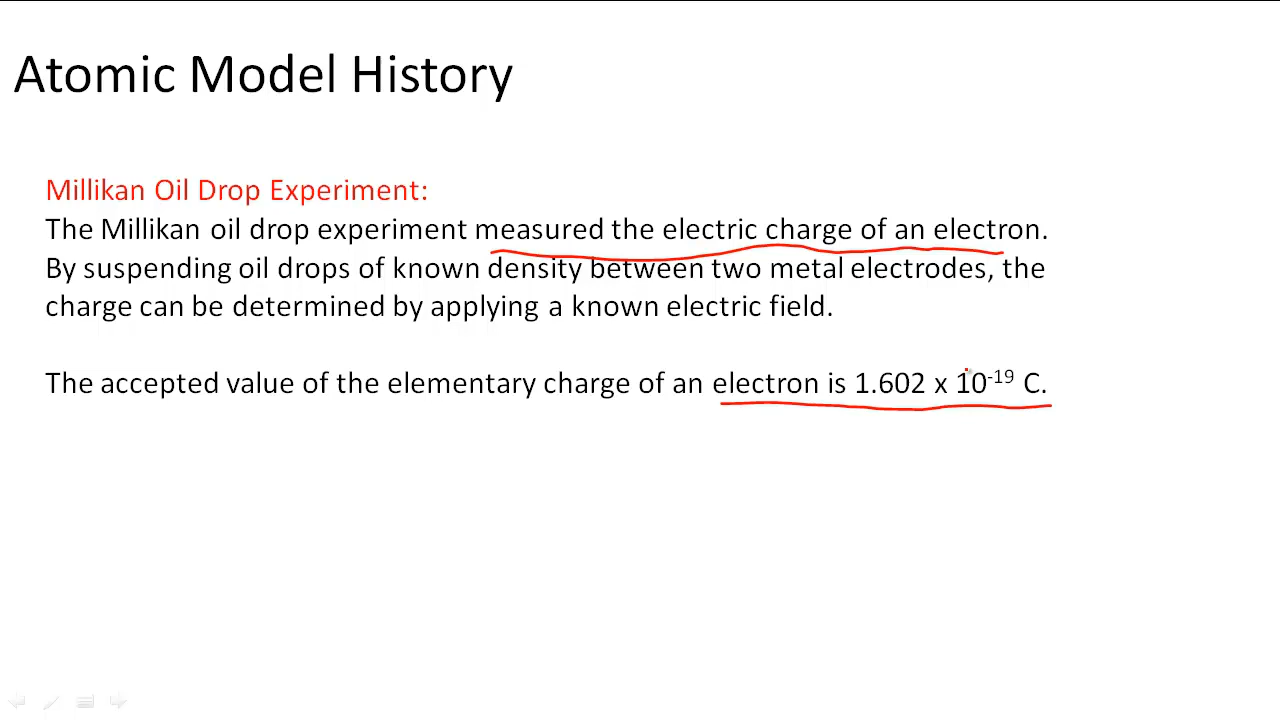 Atomic Model History
Millikan Oil Drop Experiment:
The Millikan oil drop experiment measured the electric charge of an electron.
By suspending oil drops of known density between two metal electrodes, the
charge can be determined by applying a known electric field.
The accepted value of the elementary charge of an electron is 1.602 x 10⁻¹⁹ C.